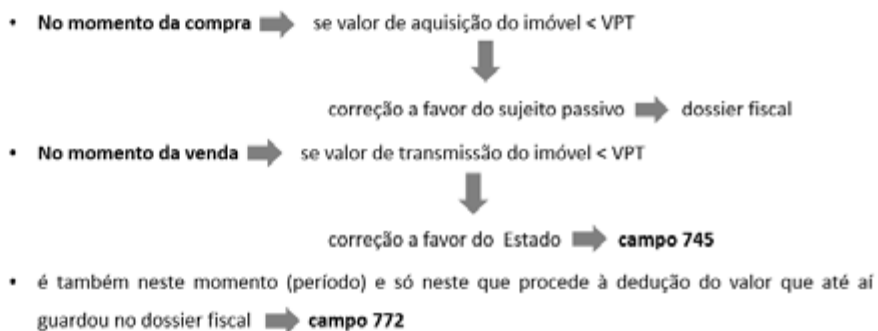 • No momento da compra se valor de aquisição do imóvel < VPT
correção a favor do sujeito passivo dossier fiscal
• No momento da venda se valor de transmissão do imóvel < VPT
correção a favor do Estado campo 745
• é também neste momento (período) e só neste que procede à dedução do valor que até aí
guardou no dossier fiscal campo 772